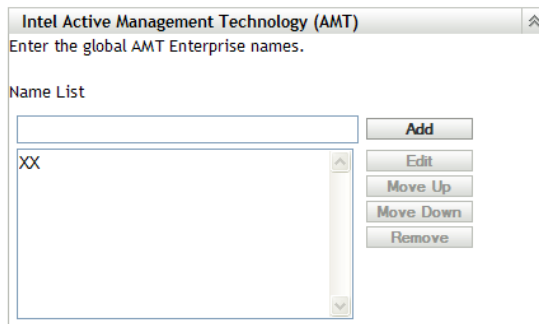 Intel Active Management Technology (AMT)
Enter the global AMT Enterprise names.
Name List
Add
XX
Edit
Move Up
Move Down
Remove